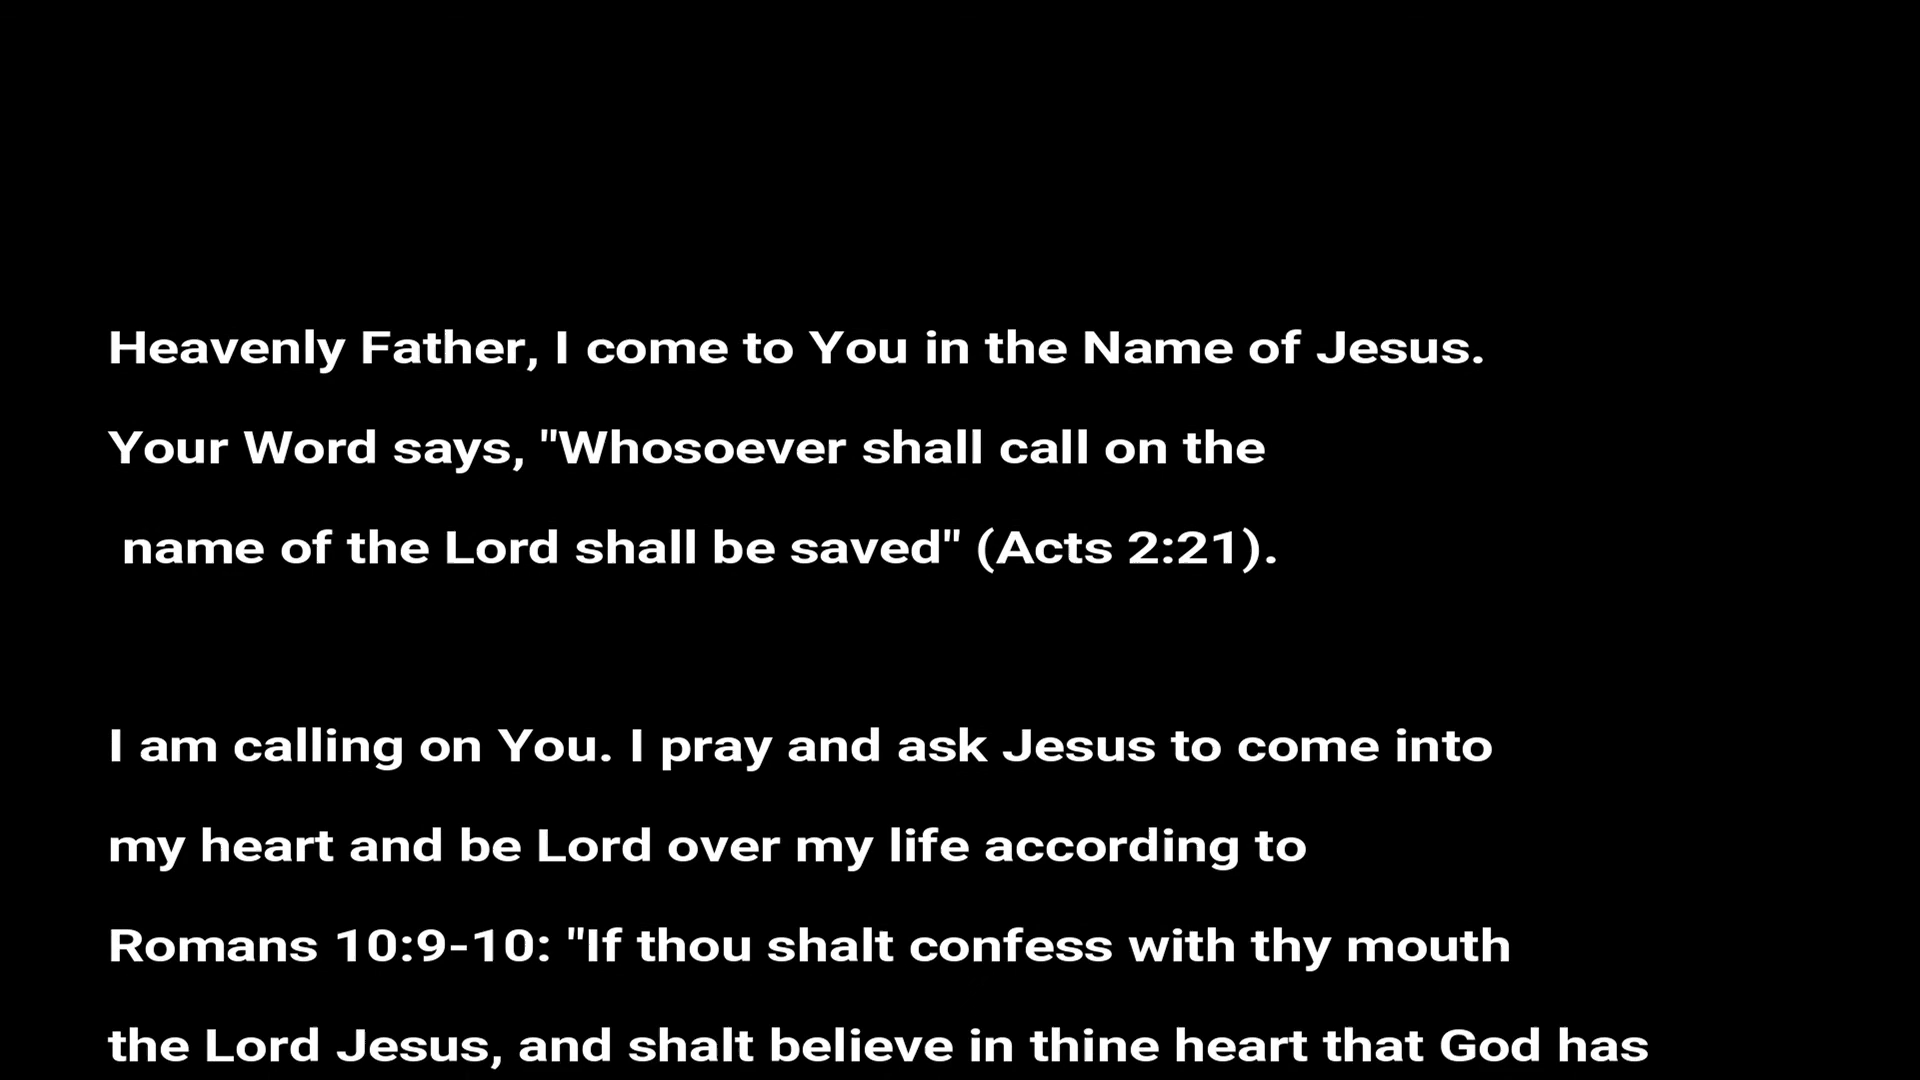 Heavenly Father, I come to You in the Name of Jesus.
Your Word says, "Whosoever shall call on the
name of the Lord shall be saved" (Acts 2:21).
I am calling on You. I pray and ask Jesus to come into
my heart and be Lord over my life according to
Romans 10:9-10: "If thou shalt confess with thy mouth
the Lord Jesus, and shalt believe in thine heart that God has